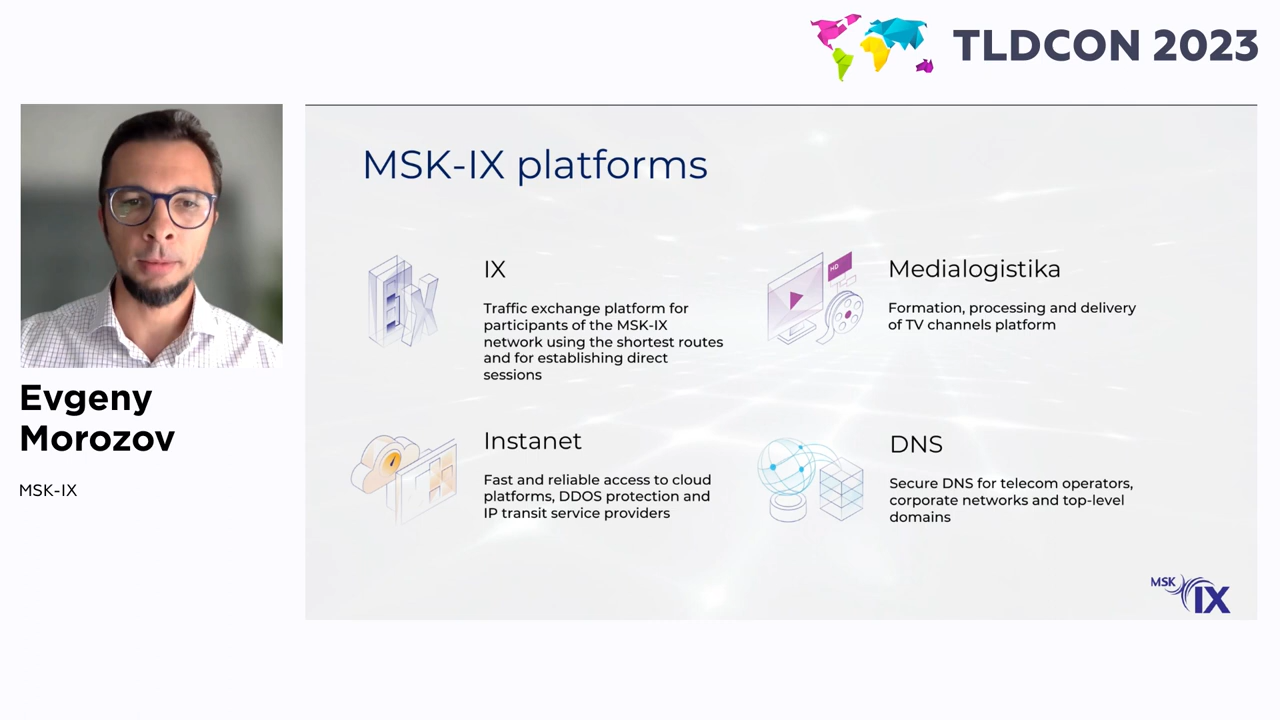 TLDCON 2023
Evgeny
Morozov
MSK-IX
MSK-IX platforms
IX
Traffic exchange platform for
participants of the MSK-IX
network using the shortest routes
and for establishing direct
sessions
Medialogistika
Formation, processing and delivery
of TV channels platform
HD
Instanet
Fast and reliable access to cloud
platforms, DDOS protection and
IP transit service providers
DNS
Secure DNS for telecom operators,
corporate networks and top-level
domains
MSK
IX